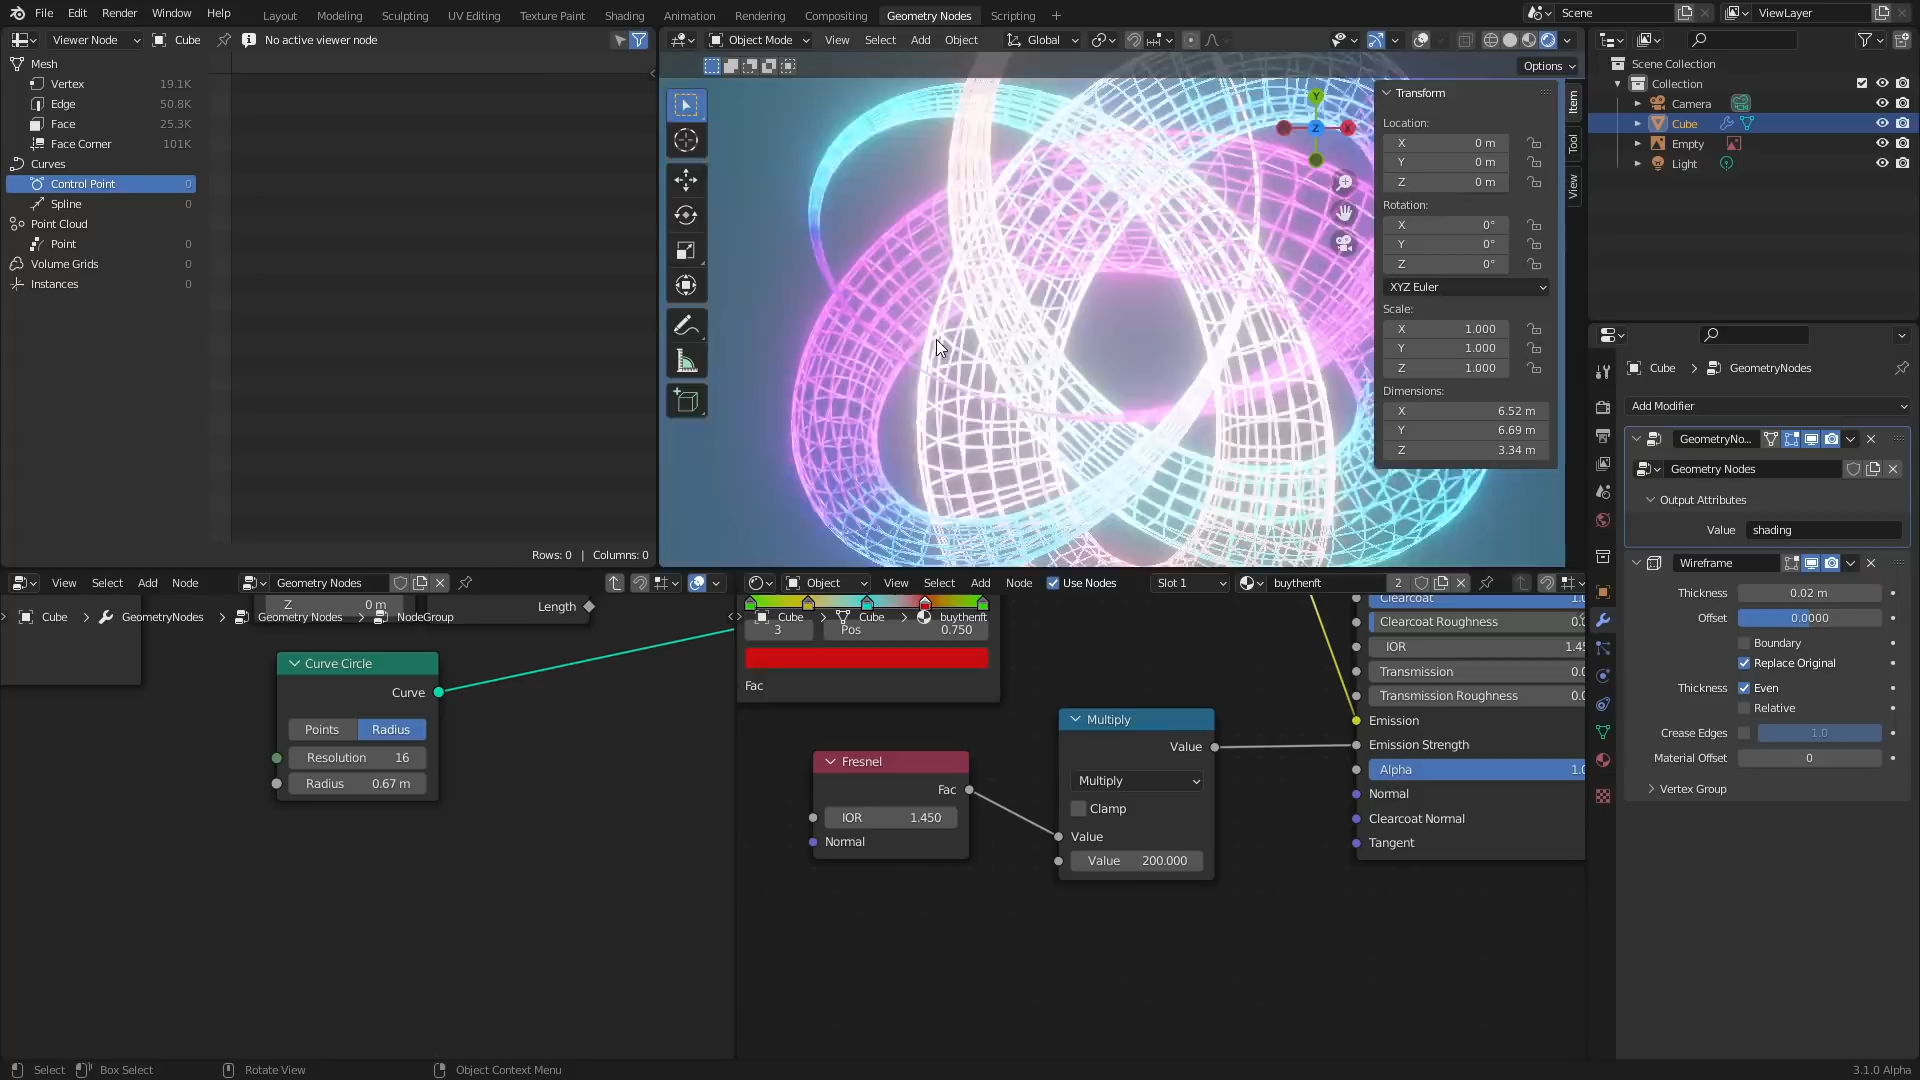 File Edit Render Window Help Layout Modeling Sculpting UV Editing Texture Paint Shading Animation Rendering Compositing Geometry Nodes Scripting + Scene ViewLayer
Viewer Node Cube No active viewer node
Object Mode View Select Add Object Global
Options
Mesh
Vertex 19.1K
Edge 50.8K
Face 25.3K
Face Corner 101K
Curves
Control Point 0
Spline 0
Point Cloud
Point 0
Volume Grids 0
Instances 0
Rows: 0 | Columns: 0
Y
X
Z
Transform
Location:
X 0 m
Y 0 m
Z 0 m
Rotation:
X 0°
Y 0°
Z 0°
XYZ Euler
Scale:
X 1.000
Y 1.000
Z 1.000
Dimensions:
X 6.52 m
Y 6.69 m
Z 3.34 m
Item
Tool
View
Scene Collection
Collection
Camera
Cube
Empty
Light
Cube > GeometryNodes
Add Modifier
GeometryNo...
Geometry Nodes
Output Attributes
Value shading
Wireframe
Thickness 0.02 m
Offset 0.0000
Boundary
Replace Original
Thickness Even
Relative
Crease Edges 1.0
Material Offset 0
Vertex Group
View Select Add Node Geometry Nodes
Z 0 m
Length
Cube > GeometryNodes > Geometry Nodes > NodeGroup
Curve Circle
Curve
Points Radius
Resolution 16
Radius 0.67 m
Object View Select Add Node Use Nodes Slot 1 buythenft 2
Cube > Cube > buythenft
3 Pos 0.750
Fac
Fresnel
Fac
IOR 1.450
Normal
Multiply
Value
Multiply
Clamp
Value
Value 200.000
Clearcoat
Clearcoat Roughness
IOR
Transmission
Transmission Roughness
Emission
Emission Strength
Alpha
Normal
Clearcoat Normal
Tangent
Select Box Select Rotate View Object Context Menu 3.1.0 Alpha